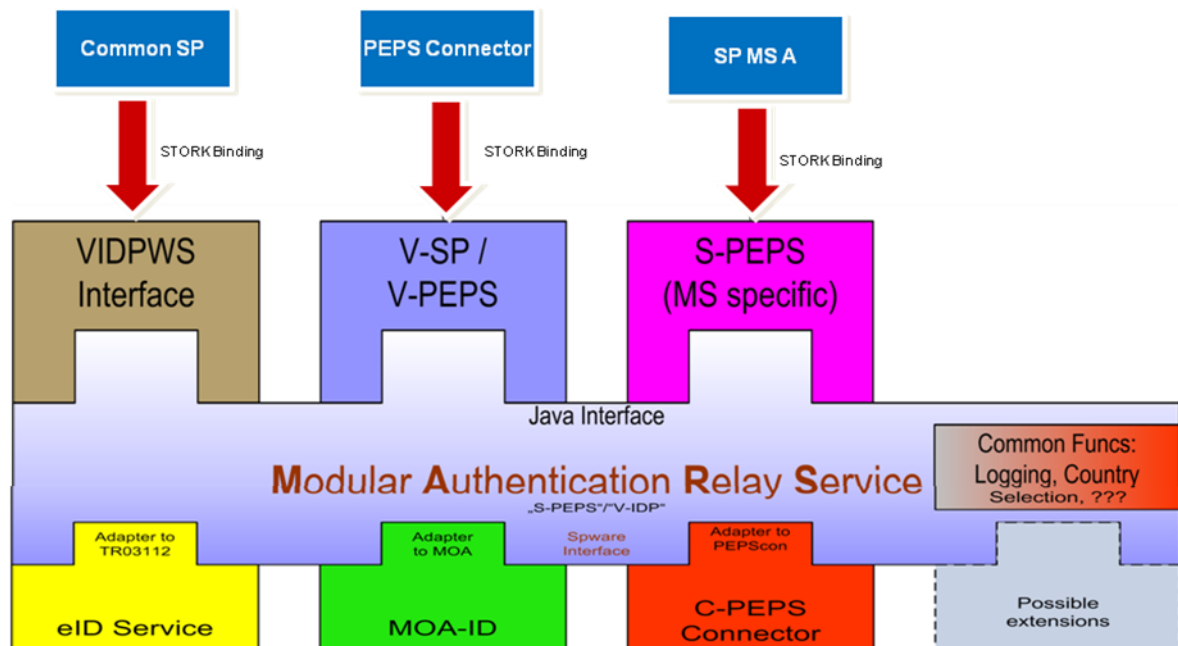 Common SP
PEPS Connector
SP MS A
STORK Binding
STORK Binding
STORK Binding
VIDPWS
Interface
V-SP /
V-PEPS
S-PEPS
(MS specific)
Java Interface
Modular Authentication Relay Service
„S-PEPS"/"V-IDP"
Common Funcs:
Logging, Country
Selection, ???
Adapter to
TR03112
Adapter
to MOA
Spware
Interface
Adapter to
PEPScon
eID Service
MOA-ID
C-PEPS
Connector
Possible
extensions